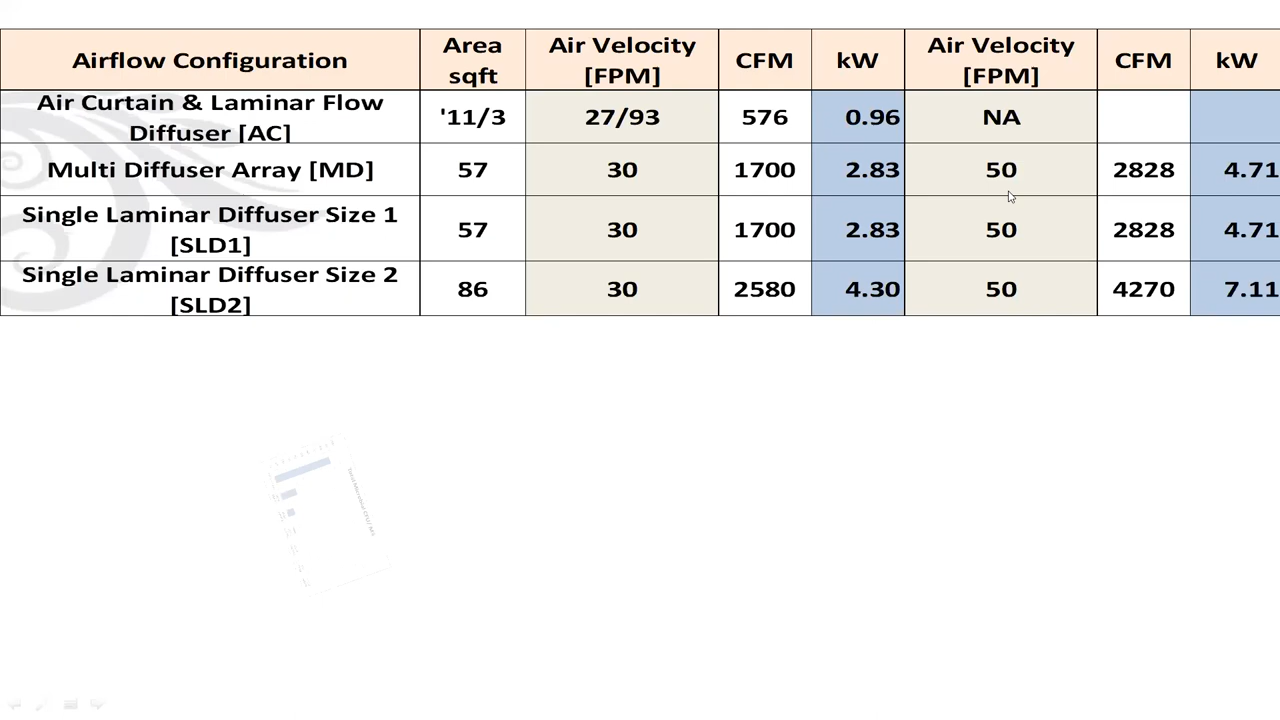 Airflow Configuration
Area sqft
Air Velocity [FPM]
CFM
kW
Air Velocity [FPM]
CFM
kW
Air Curtain & Laminar Flow Diffuser [AC]
'11/3
27/93
576
0.96
NA
Multi Diffuser Array [MD]
57
30
1700
2.83
50
2828
4.71
Single Laminar Diffuser Size 1 [SLD1]
57
30
1700
2.83
50
2828
4.71
Single Laminar Diffuser Size 2 [SLD2]
86
30
2580
4.30
50
4270
7.11